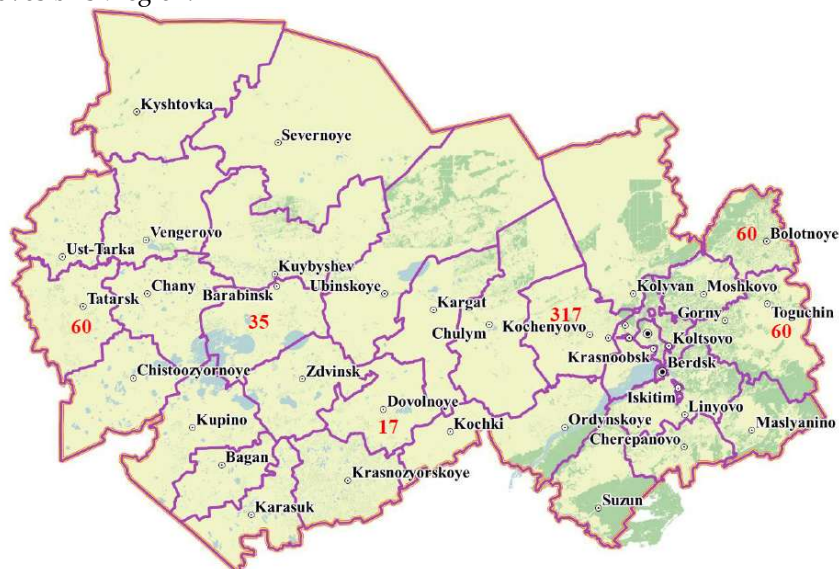 Kyshtovka
Severnoye
Vengerovo
Ust-Tarka
Kuybyshev
Bolotnoye
60
Tatarsk
60
Chany
Barabinsk
35
Ubinskoye
Kargat
Chulym
317
Kochenyovo
Kolyvan
Moshkovo
Gorny
Toguchin
60
Krasnoobsk
Koltsovo
Berdsk
Chistoozyornoye
Zdvinsk
Iskitim
Kupino
Dovolnoye
17
Kochki
Ordynskoye
Linyovo
Cherepanovo
Maslyanino
Bagan
Krasnozyorskoye
Karasuk
Suzun